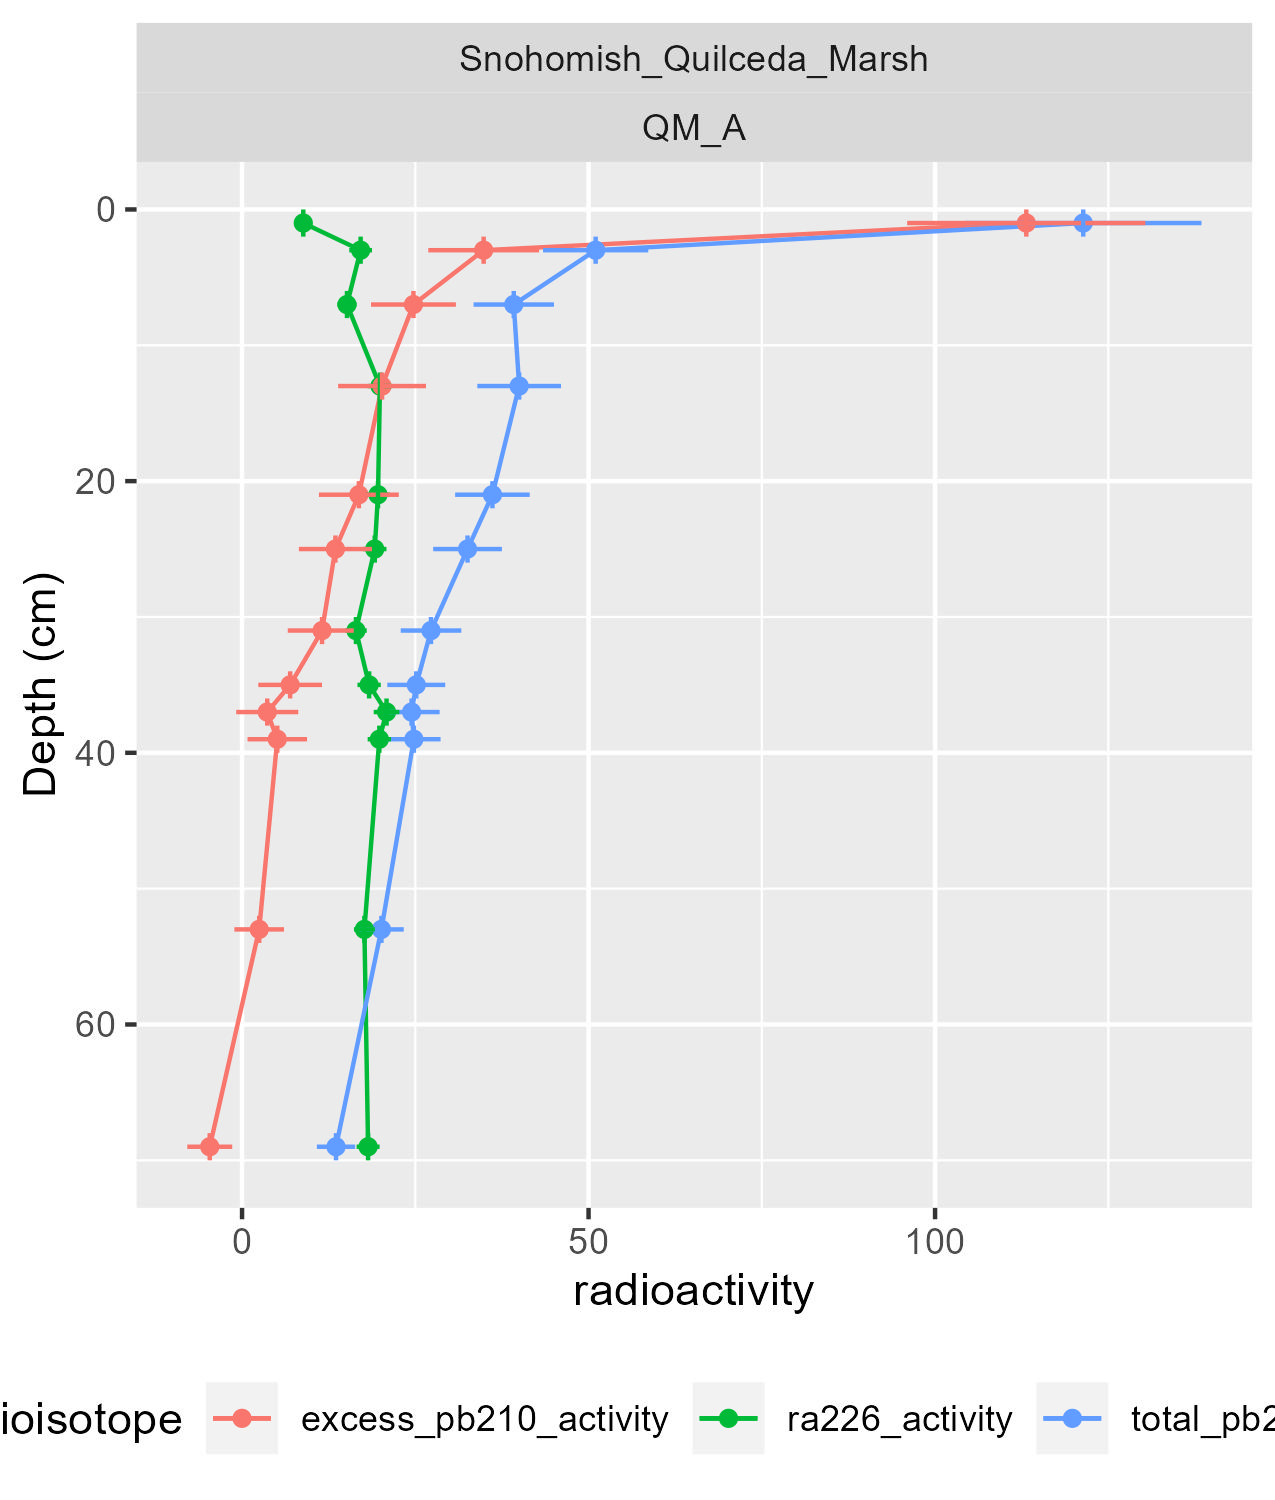 Snohomish_Quilceda_Marsh
QM_A
0
20
40
60
Depth (cm)
0 50 100
radioactivity
ioisotope excess_pb210_activity ra226_activity total_pb2